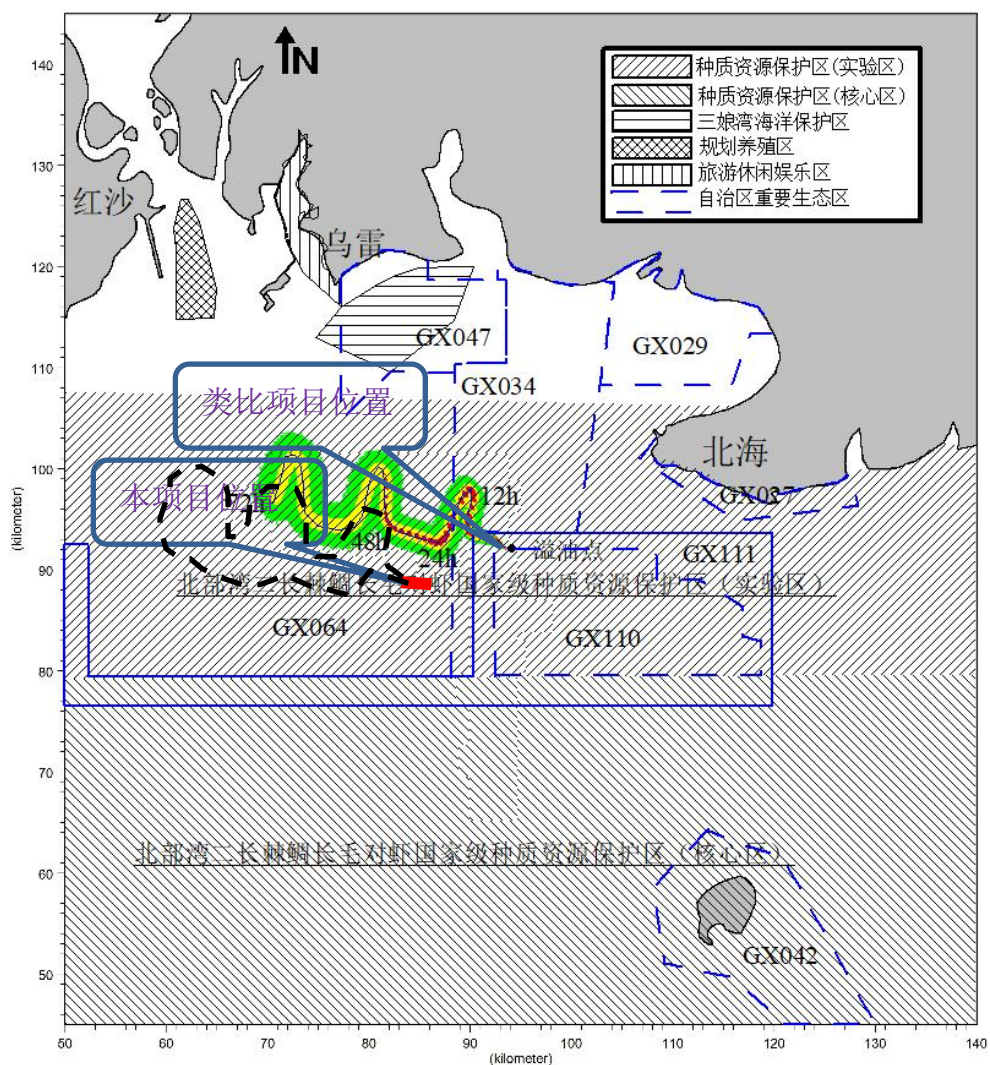 N
种质资源保护区(实验区)
种质资源保护区(核心区)
三娘湾海洋保护区
规划养殖区
旅游休闲娱乐区
自治区重要生态区
红沙
乌雷
GX047
GX029
GX034
类比项目位置
北海
本项目位置
72h
12h
GX027
48h
24h
溢油点
GX111
北部湾二长棘鲷长毛对虾国家级种质资源保护区(实验区)
GX064
GX110
北部湾二长棘鲷长毛对虾国家级种质资源保护区(核心区)
GX042
(kilometer)
140
130
120
110
100
90
80
70
60
50
50 60 70 80 90 100 110 120 130 140
(kilometer)